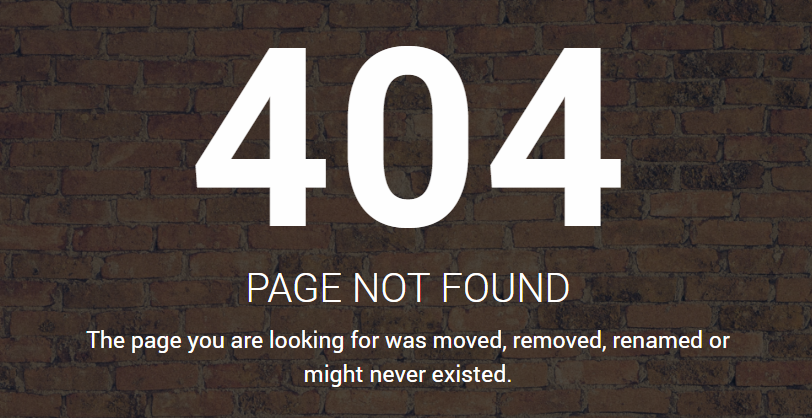 404
PAGE NOT FOUND
The page you are looking for was moved, removed, renamed or
might never existed.